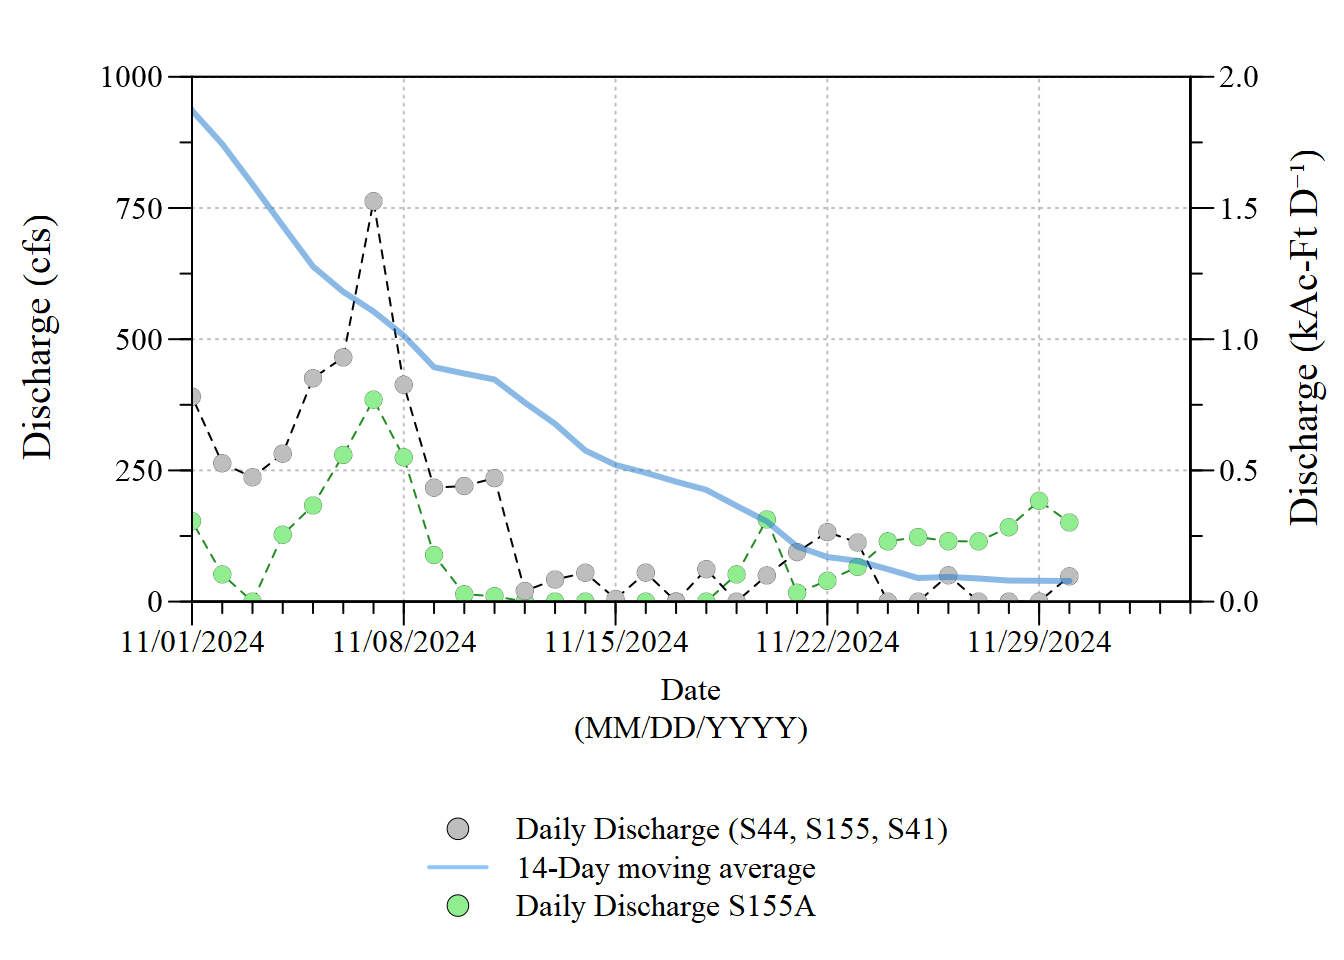 1000
750
500
250
0
Discharge (cfs)
2.0
1.5
1.0
0.5
0.0
Discharge (kAc-Ft D⁻¹)
11/01/2024 11/08/2024 11/15/2024 11/22/2024 11/29/2024
Date
(MM/DD/YYYY)
Daily Discharge (S44, S155, S41)
14-Day moving average
Daily Discharge S155A